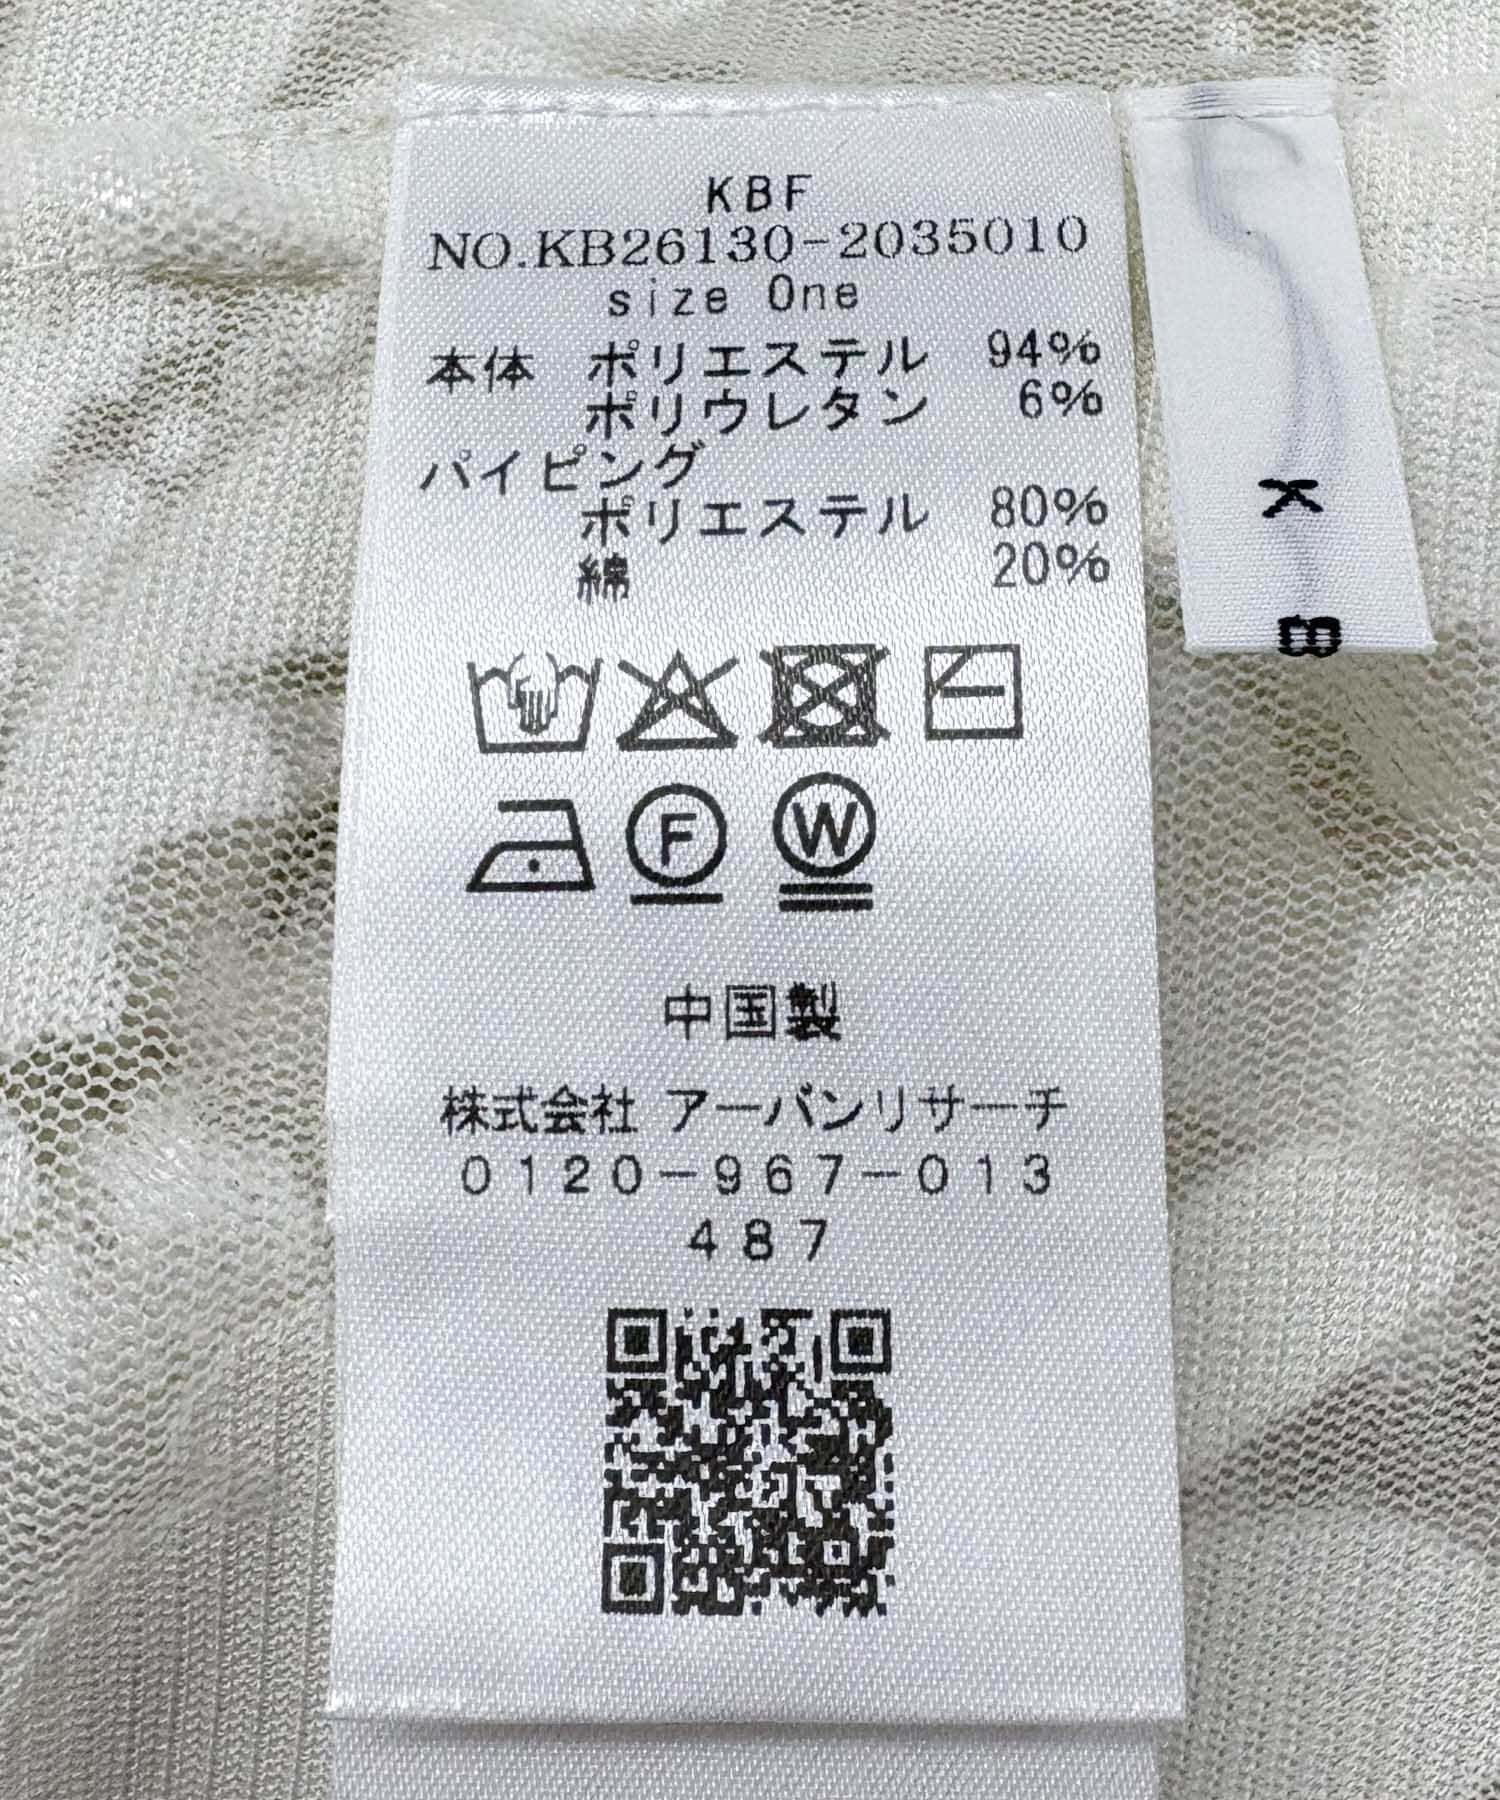 KBF
NO.KB26130-2035010
size One
本体 ポリエステル 94%
ポリウレタン 6%
パイピング
ポリエステル 80%
綿 20%
F W
中国製
株式会社 アーバンリサーチ
0120-967-013
487
K B